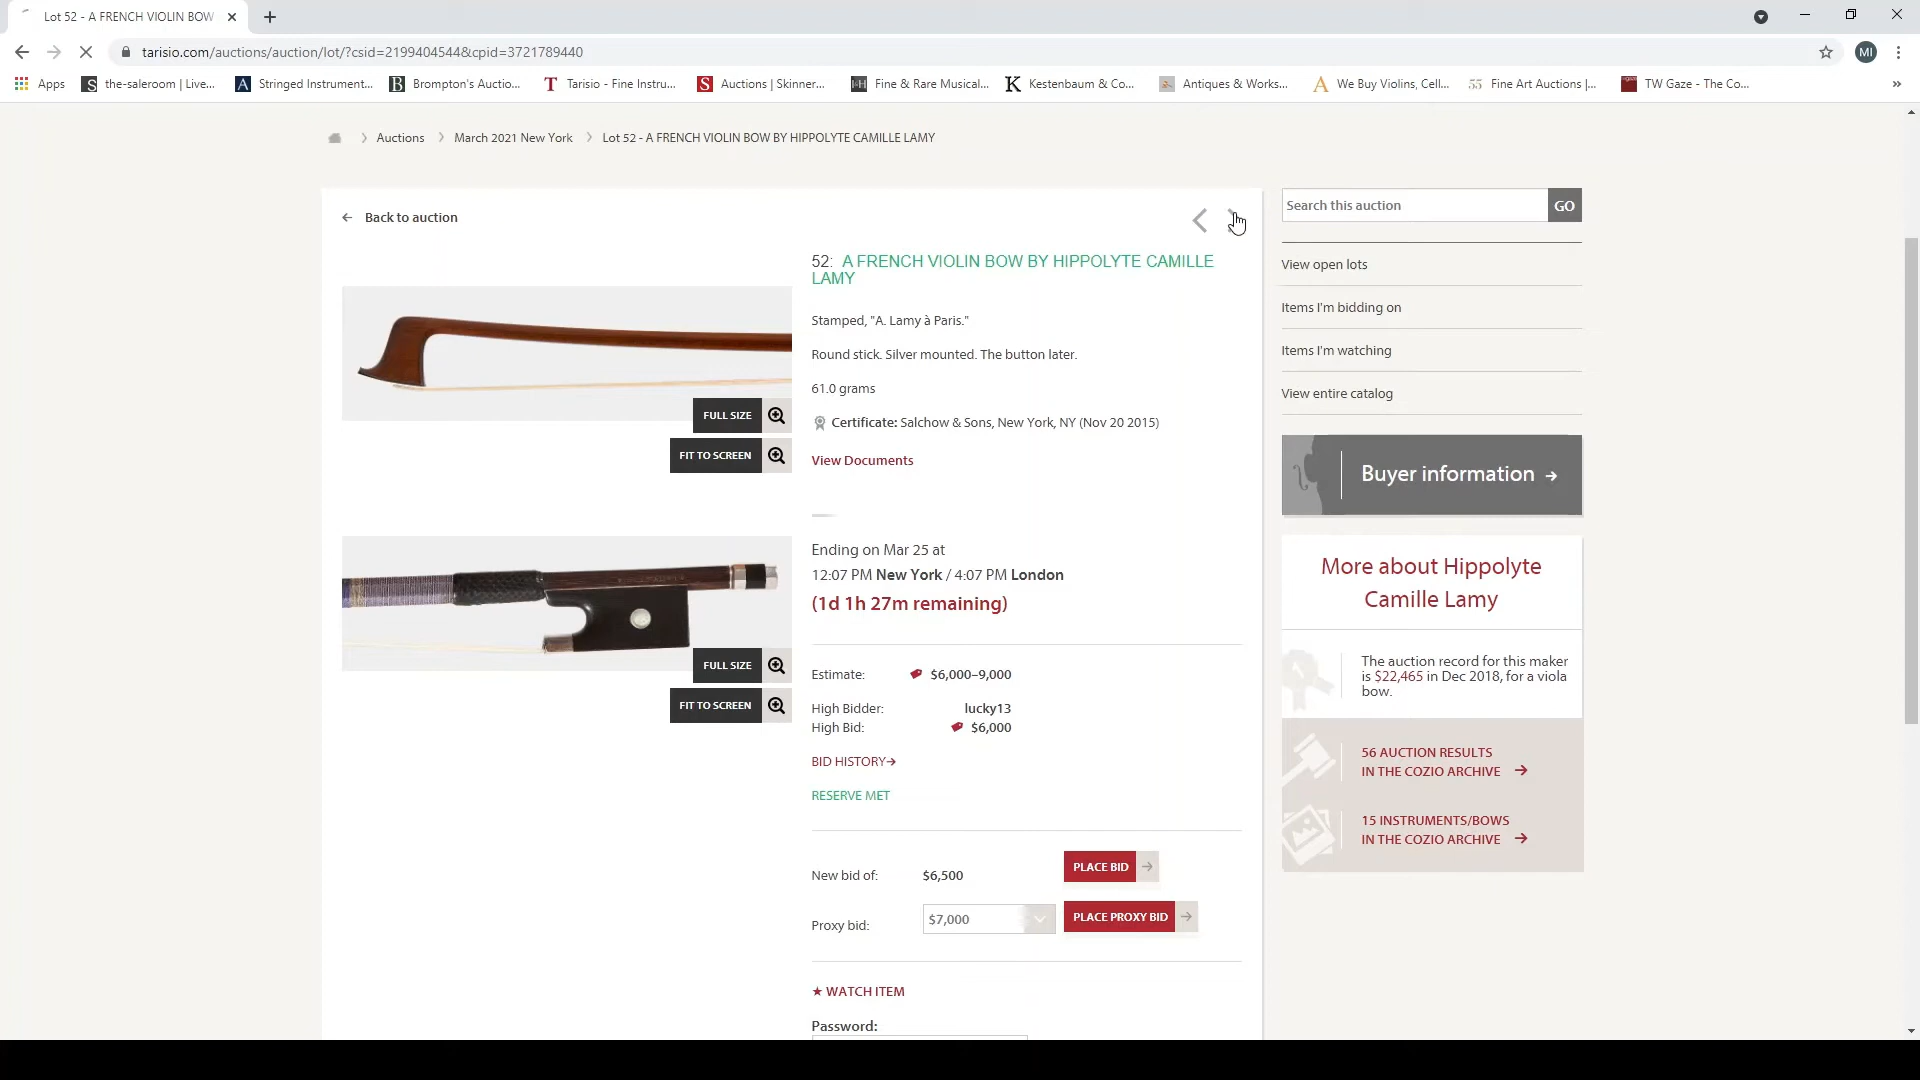 Lot 52 - A FRENCH VIOLIN BOW
tarisio.com/auctions/auction/lot/?csid=2199404544&cpid=3721789440
MI
Apps
the-saleroom | Live...
Stringed Instrument...
Brompton's Auctio...
Tarisio - Fine Instru...
Auctions | Skinner...
Fine & Rare Musical...
Kestenbaum & Co...
Antiques & Works...
We Buy Violins, Cell...
Fine Art Auctions |...
TW Gaze - The Co...
»
Auctions
March 2021 New York
Lot 52 - A FRENCH VIOLIN BOW BY HIPPOLYTE CAMILLE LAMY
Back to auction
52: A FRENCH VIOLIN BOW BY HIPPOLYTE CAMILLE
LAMY
Stamped, "A. Lamy à Paris."
Round stick. Silver mounted. The button later.
61.0 grams
Certificate: Salchow & Sons, New York, NY (Nov 20 2015)
View Documents
FULL SIZE
FIT TO SCREEN
FULL SIZE
FIT TO SCREEN
Ending on Mar 25 at
12:07 PM New York / 4:07 PM London
(1d 1h 27m remaining)
Estimate: $6,000–9,000
High Bidder: lucky13
High Bid: $6,000
BID HISTORY→
RESERVE MET
New bid of: $6,500 PLACE BID
Proxy bid: $7,000 PLACE PROXY BID
★ WATCH ITEM
Password:
Search this auction GO
View open lots
Items I'm bidding on
Items I'm watching
View entire catalog
Buyer information →
More about Hippolyte
Camille Lamy
The auction record for this maker
is $22,465 in Dec 2018, for a viola
bow.
56 AUCTION RESULTS
IN THE COZIO ARCHIVE →
15 INSTRUMENTS/BOWS
IN THE COZIO ARCHIVE →